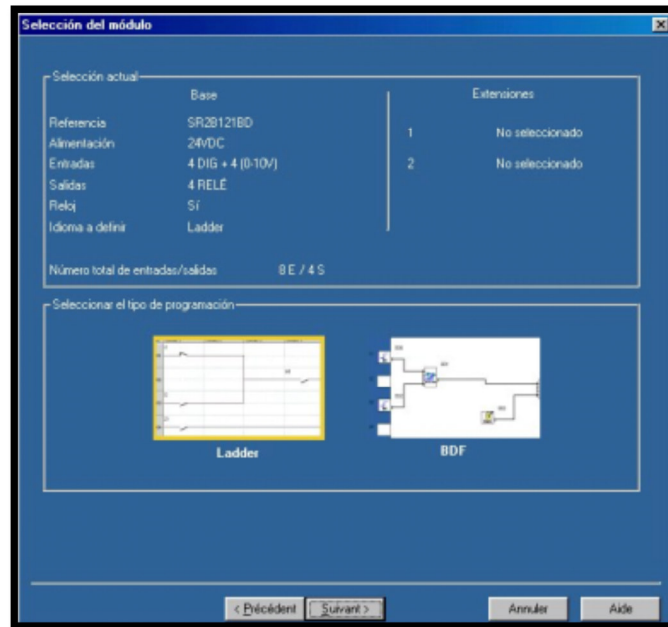 Selección del módulo
Selección actual
Base
Extensiones
Referencia SR2B121BD
Alimentación 24VDC
Entradas 4 DIG + 4 (0-10V)
Salidas 4 RELÉ
Reloj Sí
Idioma a definir Ladder
1 No seleccionado
2 No seleccionado
Número total de entradas/salidas 8 E / 4 S
Seleccionar el tipo de programación
Ladder
BDF
< Précédent
Suivant >
Annuler
Aide